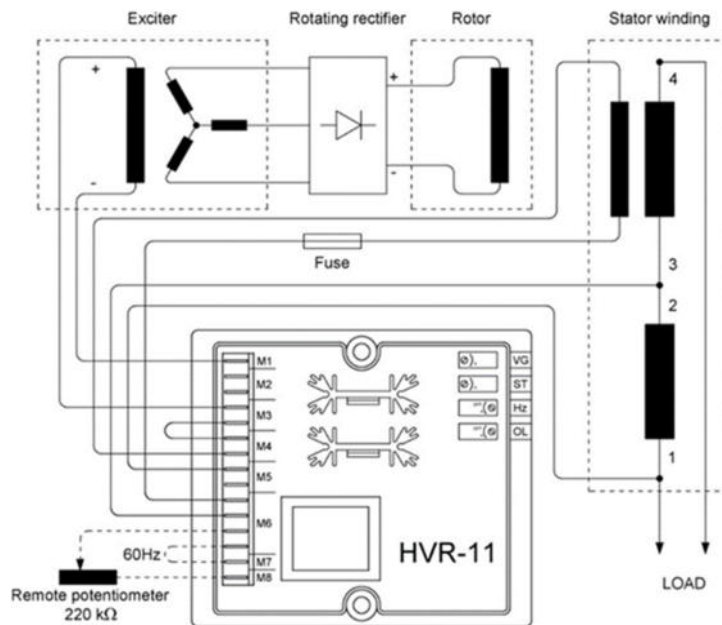 Exciter
Rotating rectifier
Rotor
Stator winding
+
-
+
-
4
3
2
1
Fuse
M1
M2
M3
M4
M5
M6
M7
M8
VG
ST
Hz
OL
60Hz
HVR-11
Remote potentiometer
220 kΩ
LOAD